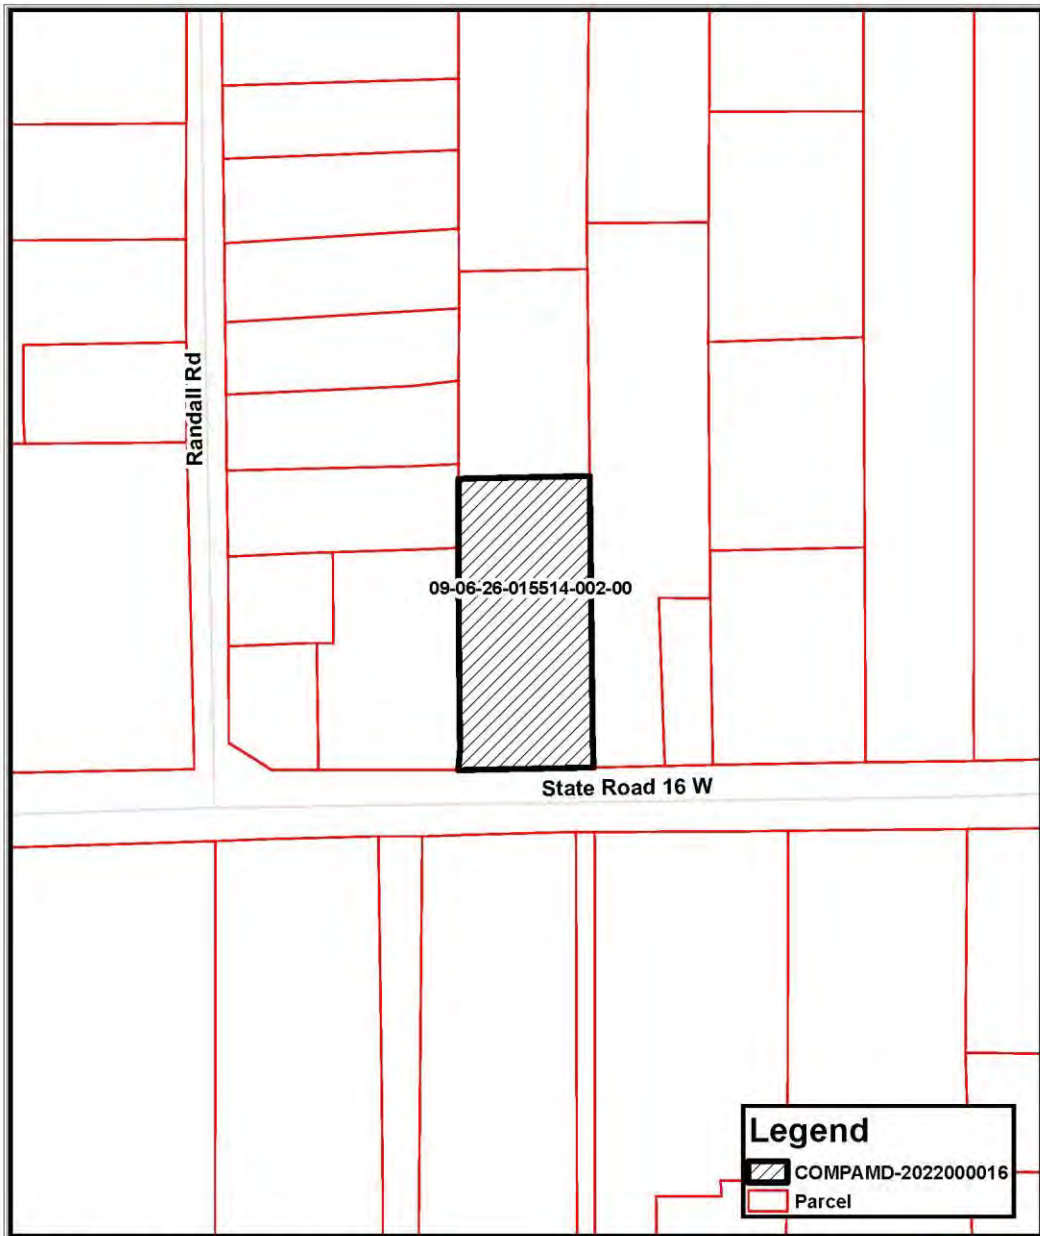 Randall Rd
09-06-26-015514-002-00
State Road 16 W
Legend
COMPAMD-2022000016
Parcel